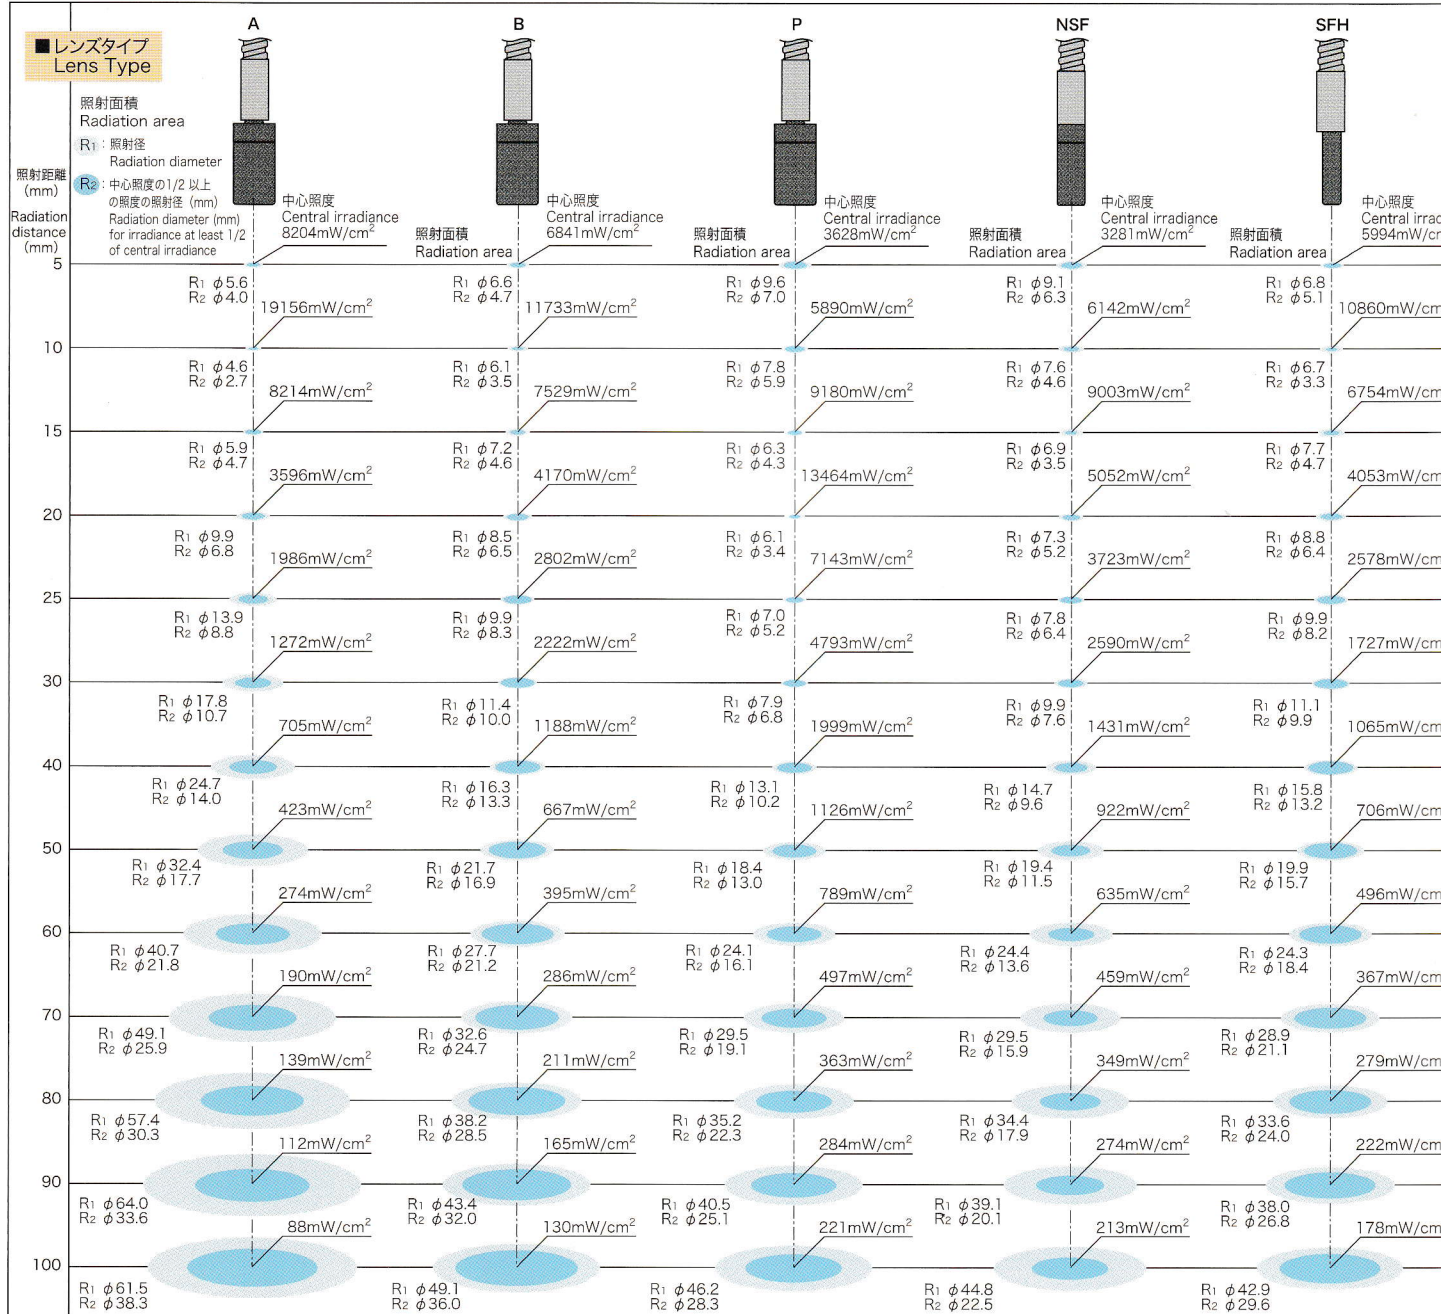 A B P NSF SFH
■レンズタイプ
Lens Type
照射面積
Radiation area
R1:照射径
Radiation diameter
R2:中心照度の1/2 以上
の照度の照射径 (mm)
Radiation diameter (mm)
for irradiance at least 1/2
of central irradiance
照射距離
(mm)
Radiation
distance
(mm)
中心照度 中心照度 中心照度 中心照度 中心照度
Central irradiance Central irradiance Central irradiance Central irradiance Central irrad
8204mW/cm² 6841mW/cm² 3628mW/cm² 3281mW/cm² 5994mW/cm
照射面積 照射面積 照射面積 照射面積
Radiation area Radiation area Radiation area Radiation area
5
R1 φ5.6 R1 φ6.6 R1 φ9.6 R1 φ9.1 R1 φ6.8
R2 φ4.0 R2 φ4.7 R2 φ7.0 R2 φ6.3 R2 φ5.1
19156mW/cm² 11733mW/cm² 5890mW/cm² 6142mW/cm² 10860mW/cm
10
R1 φ4.6 R1 φ6.1 R1 φ7.8 R1 φ7.6 R1 φ6.7
R2 φ2.7 R2 φ3.5 R2 φ5.9 R2 φ4.6 R2 φ3.3
8214mW/cm² 7529mW/cm² 9180mW/cm² 9003mW/cm² 6754mW/cm
15
R1 φ5.9 R1 φ7.2 R1 φ6.3 R1 φ6.9 R1 φ7.7
R2 φ4.7 R2 φ4.6 R2 φ4.3 R2 φ3.5 R2 φ4.7
3596mW/cm² 4170mW/cm² 13464mW/cm² 5052mW/cm² 4053mW/cm
20
R1 φ9.9 R1 φ8.5 R1 φ6.1 R1 φ7.3 R1 φ8.8
R2 φ6.8 R2 φ6.5 R2 φ3.4 R2 φ5.2 R2 φ6.4
1986mW/cm² 2802mW/cm² 7143mW/cm² 3723mW/cm² 2578mW/cm
25
R1 φ13.9 R1 φ9.9 R1 φ7.0 R1 φ7.8 R1 φ9.9
R2 φ8.8 R2 φ8.3 R2 φ5.2 R2 φ6.4 R2 φ8.2
1272mW/cm² 2222mW/cm² 4793mW/cm² 2590mW/cm² 1727mW/cm
30
R1 φ17.8 R1 φ11.4 R1 φ7.9 R1 φ9.9 R1 φ11.1
R2 φ10.7 R2 φ10.0 R2 φ6.8 R2 φ7.6 R2 φ9.9
705mW/cm² 1188mW/cm² 1999mW/cm² 1431mW/cm² 1065mW/cm
40
R1 φ24.7 R1 φ16.3 R1 φ13.1 R1 φ14.7 R1 φ15.8
R2 φ14.0 R2 φ13.3 R2 φ10.2 R2 φ9.6 R2 φ13.2
423mW/cm² 667mW/cm² 1126mW/cm² 922mW/cm² 706mW/cm
50
R1 φ32.4 R1 φ21.7 R1 φ18.4 R1 φ19.4 R1 φ19.9
R2 φ17.7 R2 φ16.9 R2 φ13.0 R2 φ11.5 R2 φ15.7
274mW/cm² 395mW/cm² 789mW/cm² 635mW/cm² 496mW/cm
60
R1 φ40.7 R1 φ27.7 R1 φ24.1 R1 φ24.4 R1 φ24.3
R2 φ21.8 R2 φ21.2 R2 φ16.1 R2 φ13.6 R2 φ18.4
190mW/cm² 286mW/cm² 497mW/cm² 459mW/cm² 367mW/cm
70
R1 φ49.1 R1 φ32.6 R1 φ29.5 R1 φ29.5 R1 φ28.9
R2 φ25.9 R2 φ24.7 R2 φ19.1 R2 φ15.9 R2 φ21.1
139mW/cm² 211mW/cm² 363mW/cm² 349mW/cm² 279mW/cm
80
R1 φ57.4 R1 φ38.2 R1 φ35.2 R1 φ34.4 R1 φ33.6
R2 φ30.3 R2 φ28.5 R2 φ22.3 R2 φ17.9 R2 φ24.0
112mW/cm² 165mW/cm² 284mW/cm² 274mW/cm² 222mW/cm
90
R1 φ64.0 R1 φ43.4 R1 φ40.5 R1 φ39.1 R1 φ38.0
R2 φ33.6 R2 φ32.0 R2 φ25.1 R2 φ20.1 R2 φ26.8
88mW/cm² 130mW/cm² 221mW/cm² 213mW/cm² 178mW/cm
100
R1 φ61.5 R1 φ49.1 R1 φ46.2 R1 φ44.8 R1 φ42.9
R2 φ38.3 R2 φ36.0 R2 φ28.3 R2 φ22.5 R2 φ29.6